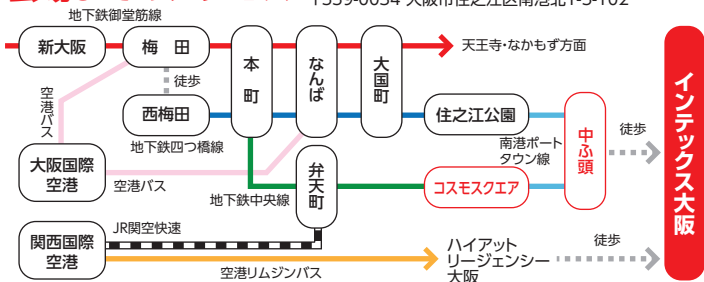 〒559-0034 大阪市住之江区南港北1-5-102
地下鉄御堂筋線
新大阪
梅田
本町
なんば
大国町
天王寺・なかもず方面
徒歩
空港バス
西梅田
地下鉄四つ橋線
住之江公園
南港ポート
タウン線
中ふ頭
徒歩
インテックス大阪
大阪国際
空港
空港バス
地下鉄中央線
弁天町
コスモスクエア
関西国際
空港
JR関空快速
空港リムジンバス
ハイアット
リージェンシー
大阪
徒歩